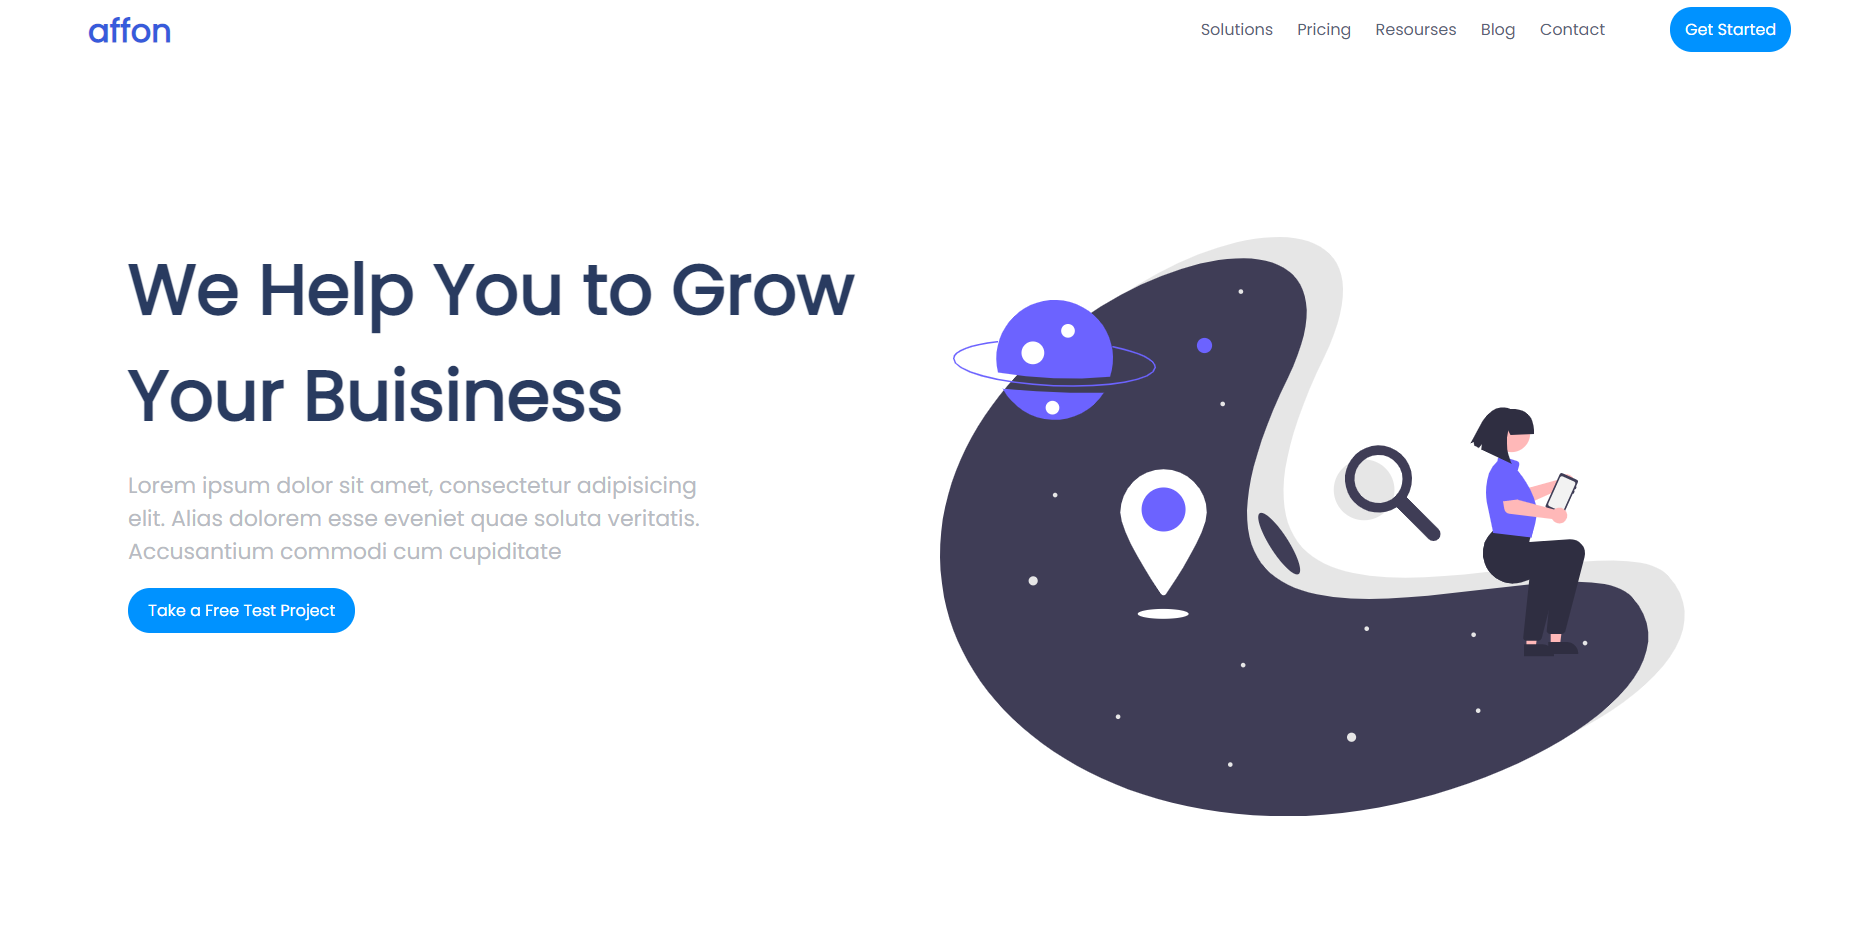 affon
Solutions Pricing Resourses Blog Contact Get Started
We Help You to Grow
Your Buisiness
Lorem ipsum dolor sit amet, consectetur adipisicing
elit. Alias dolorem esse eveniet quae soluta veritatis.
Accusantium commodi cum cupiditate
Take a Free Test Project